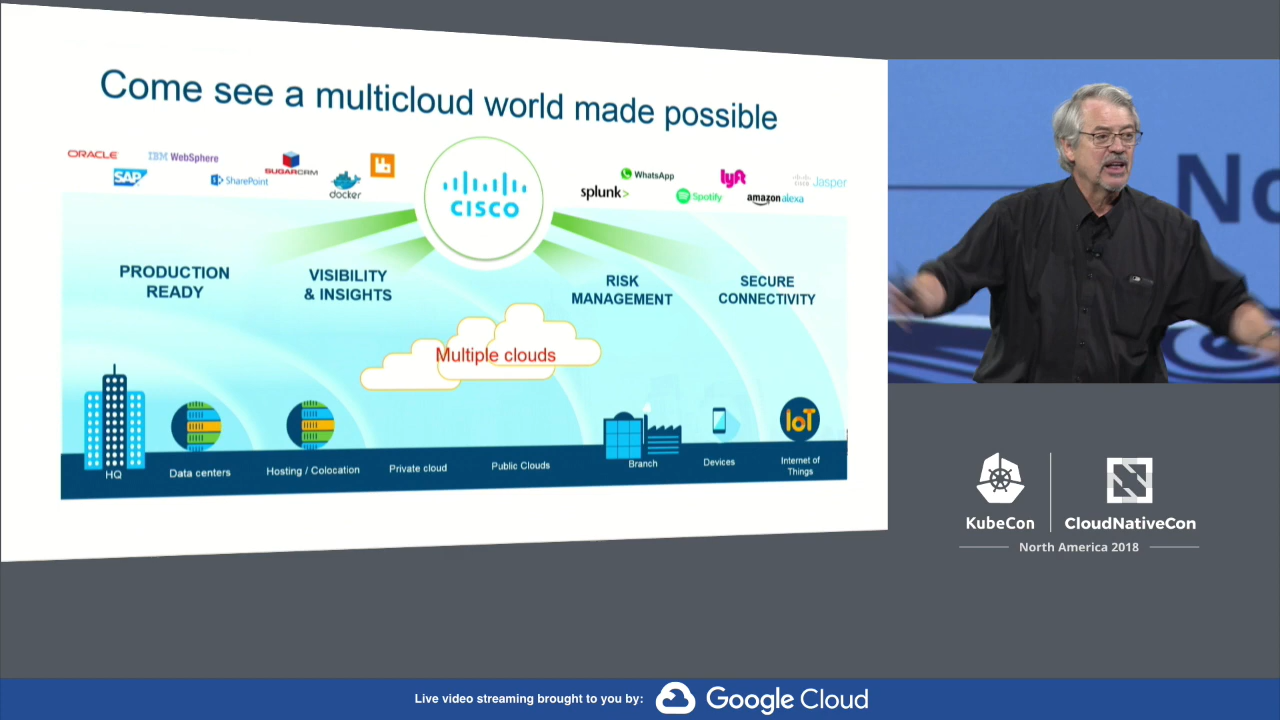 Come see a multicloud world made possible
ORACLE
IBM WebSphere
SAP
SharePoint
SUGARCRM
docker
CISCO
WhatsApp
splunk>
Spotify
lyft
amazon alexa
Jasper
PRODUCTION
READY
VISIBILITY
& INSIGHTS
RISK
MANAGEMENT
SECURE
CONNECTIVITY
Multiple clouds
IoT
HQ
Data centers
Hosting / Colocation
Private cloud
Public Clouds
Branch
Devices
Internet of
Things
No
KubeCon
CloudNativeCon
North America 2018
Live video streaming brought to you by:
Google Cloud